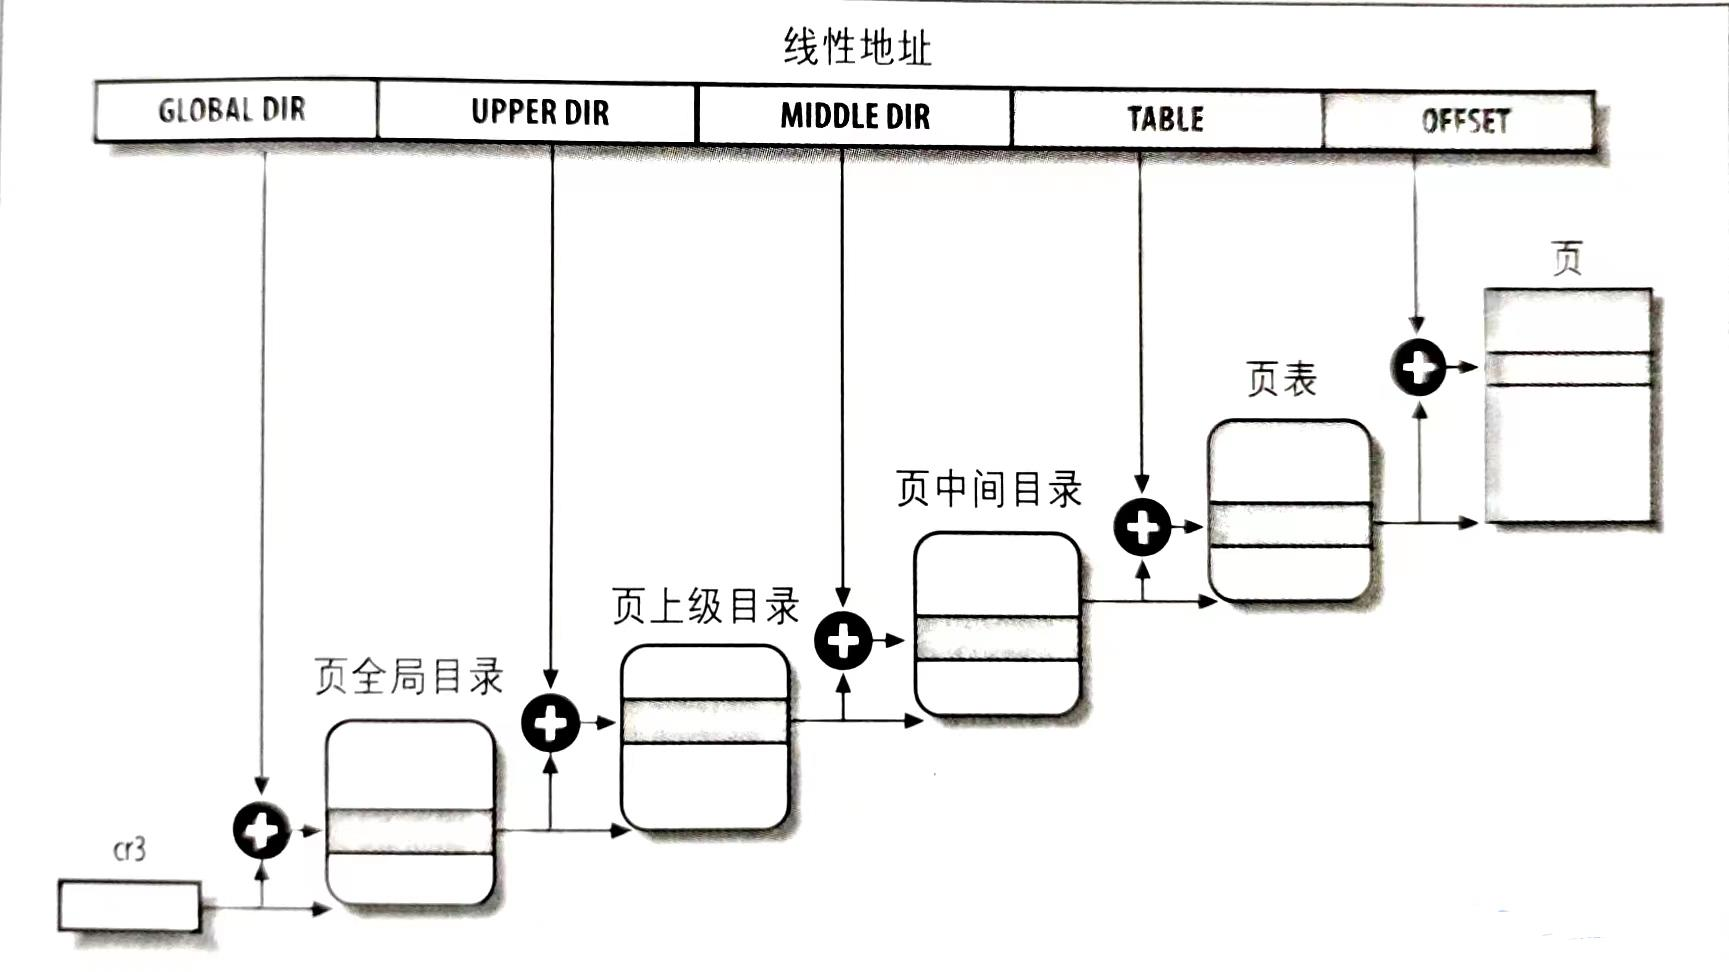 线性地址
GLOBAL DIR
UPPER DIR
MIDDLE DIR
TABLE
OFFSET
页
页表
页中间目录
页上级目录
页全局目录
cr3